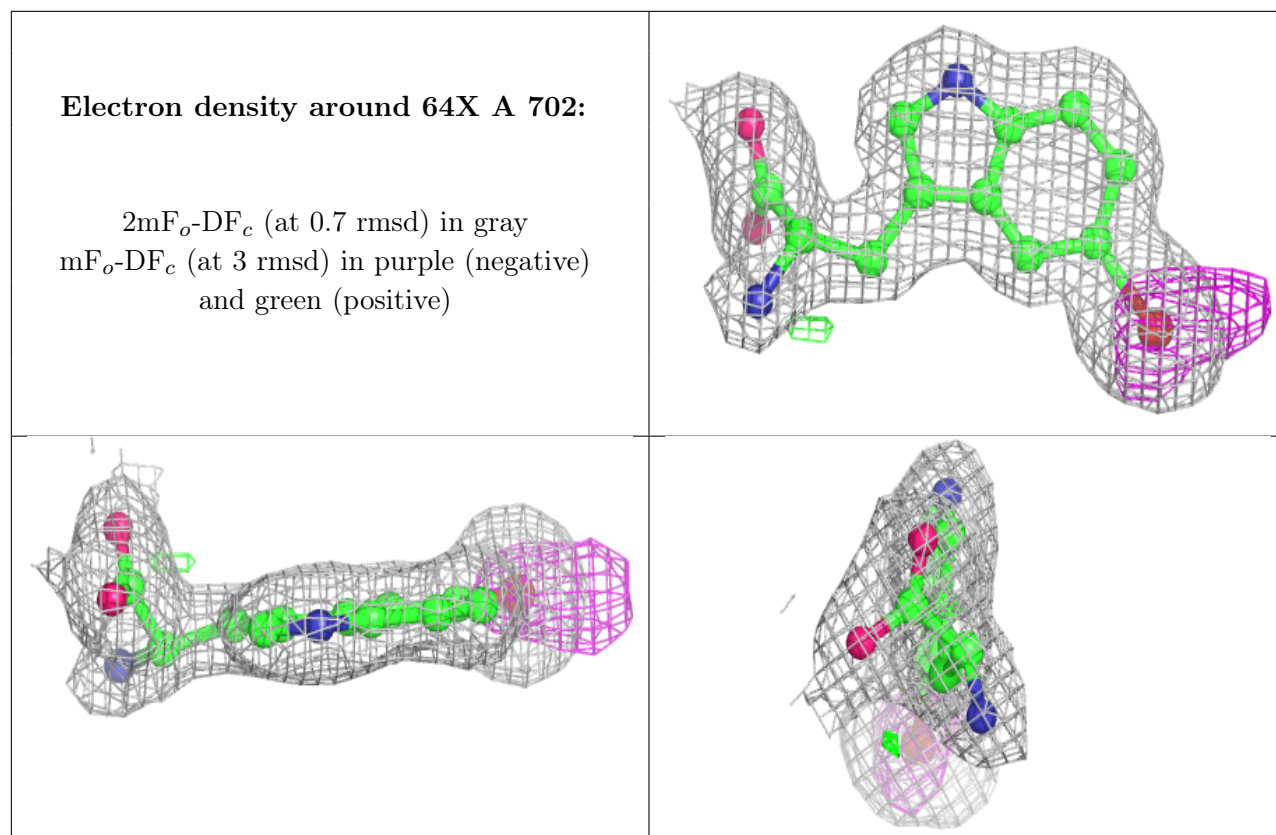 Electron density around 64X A 702:
2mFₒ-DF𝒸 (at 0.7 rmsd) in gray
mFₒ-DF𝒸 (at 3 rmsd) in purple (negative)
and green (positive)